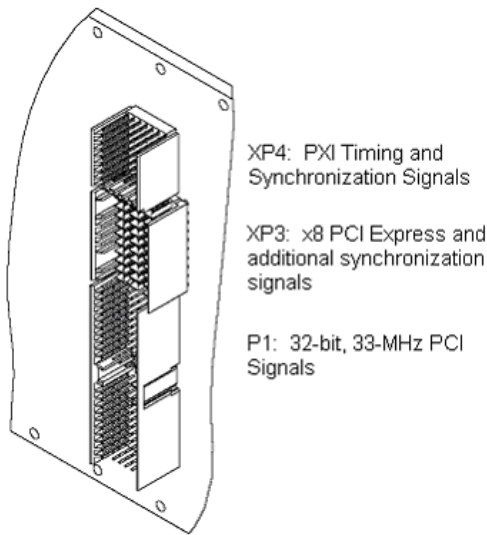 XP4: PXI Timing and
Synchronization Signals
XP3: x8 PCI Express and
additional synchronization
signals
P1: 32-bit, 33-MHz PCI
Signals